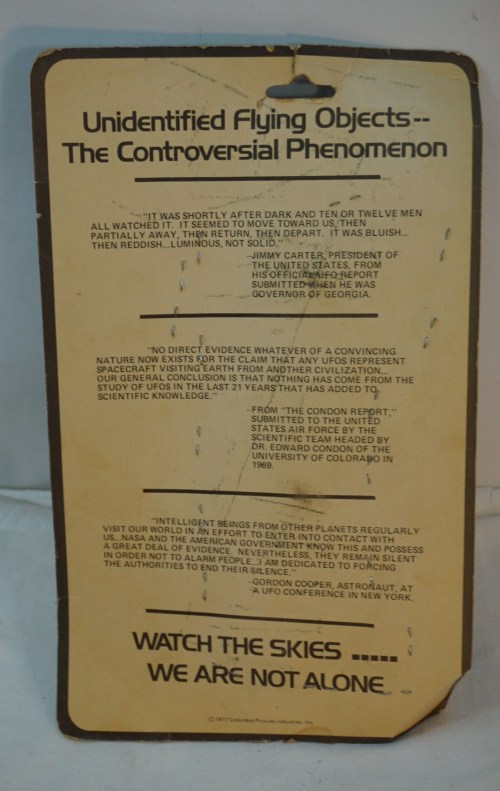 Unidentified Flying Objects--
The Controversial Phenomenon
"IT WAS SHORTLY AFTER DARK AND TEN OR TWELVE MEN
ALL WATCHED IT. IT SEEMED TO MOVE TOWARD US, THEN
PARTIALLY AWAY, THEN RETURN, THEN DEPART. IT WAS BLUISH...
THEN REDDISH...LUMINOUS, NOT SOLID."
--JIMMY CARTER, PRESIDENT OF
THE UNITED STATES, FROM
HIS OFFICIAL UFO REPORT
SUBMITTED WHEN HE WAS
GOVERNOR OF GEORGIA.
"NO DIRECT EVIDENCE WHATEVER OF A CONVINCING
NATURE NOW EXISTS FOR THE CLAIM THAT ANY UFOS REPRESENT
SPACECRAFT VISITING EARTH FROM ANOTHER CIVILIZATION...
OUR GENERAL CONCLUSION IS THAT NOTHING HAS COME FROM THE
STUDY OF UFOS IN THE LAST 21 YEARS THAT HAS ADDED TO
SCIENTIFIC KNOWLEDGE."
--FROM "THE CONDON REPORT,"
SUBMITTED TO THE UNITED
STATES AIR FORCE BY THE
SCIENTIFIC TEAM HEADED BY
DR. EDWARD CONDON OF THE
UNIVERSITY OF COLORADO IN
1969.
"INTELLIGENT BEINGS FROM OTHER PLANETS REGULARLY
VISIT OUR WORLD IN AN EFFORT TO ENTER INTO CONTACT WITH
US...NASA AND THE AMERICAN GOVERNMENT KNOW THIS AND POSSESS
A GREAT DEAL OF EVIDENCE. NEVERTHELESS, THEY REMAIN SILENT
IN ORDER NOT TO ALARM PEOPLE...I AM DEDICATED TO FORCING
THE AUTHORITIES TO END THEIR SILENCE."
--GORDON COOPER, ASTRONAUT, AT
A UFO CONFERENCE IN NEW YORK.
WATCH THE SKIES .....
WE ARE NOT ALONE
© 1977 Columbia Pictures Industries, Inc.